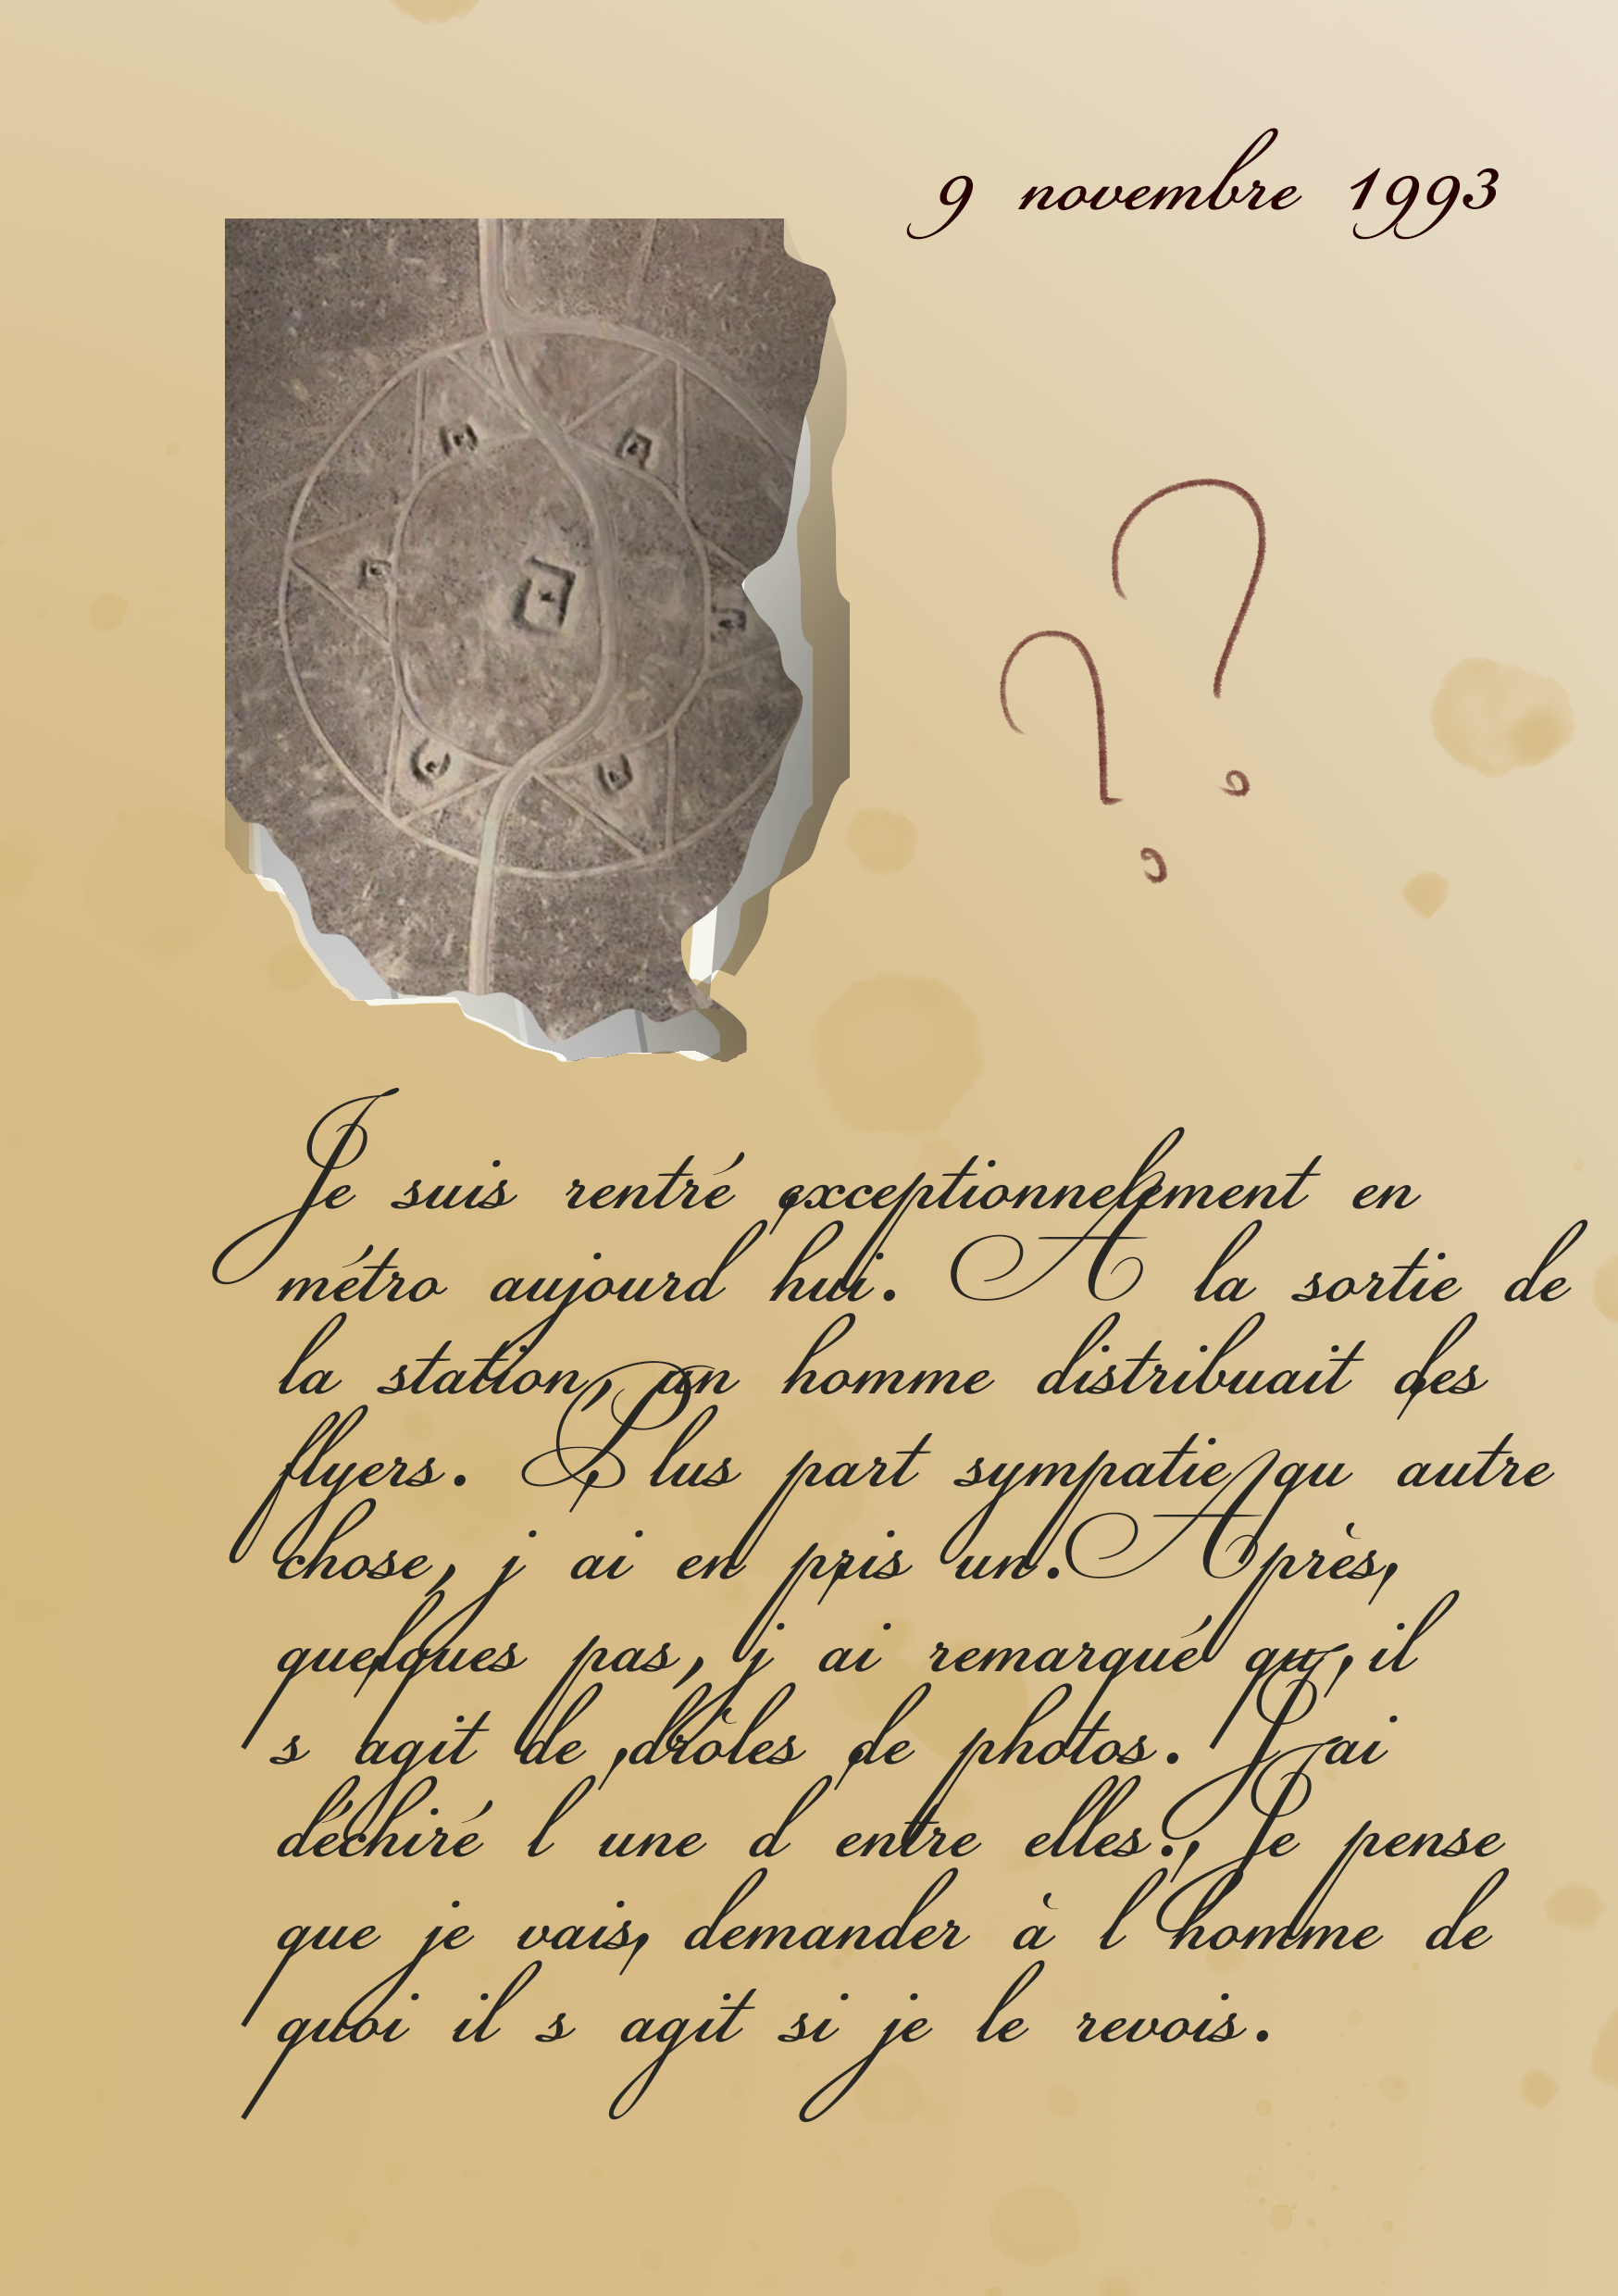 9 novembre 1993
? ?
Je suis rentré exceptionnellement en
métro aujourd hui. A la sortie de
la station, un homme distribuait des
flyers. Plus part sympatie qu autre
chose, j ai en pris un. Après,
quelques pas, j ai remarqué qu il
s agit de drôles de photos. J ai
déchiré l une d entre elles. Je pense
que je vais demander à l homme de
quoi il s agit si je le revois.